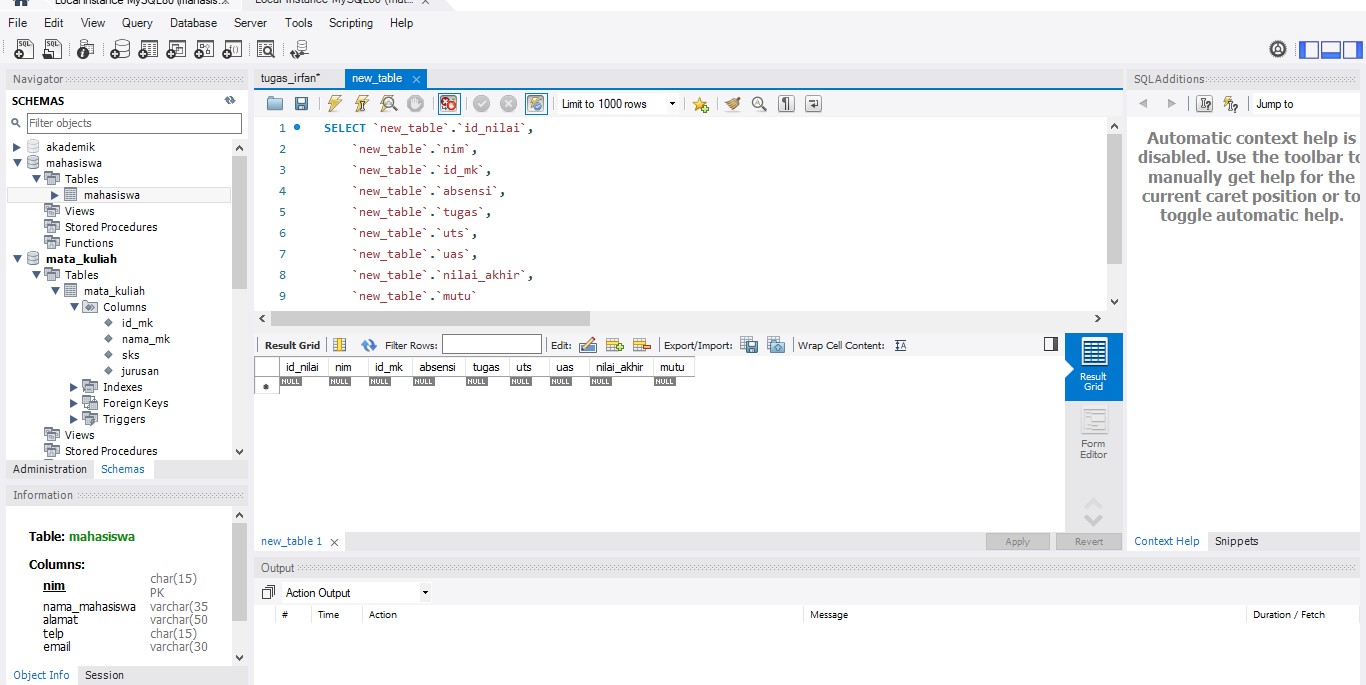 Local instance MySQL80 (mahasis...
Local instance MySQL80 (mat...
File Edit View Query Database Server Tools Scripting Help
Navigator
SCHEMAS
Filter objects
akademik
mahasiswa
Tables
mahasiswa
Views
Stored Procedures
Functions
mata_kuliah
Tables
mata_kuliah
Columns
id_mk
nama_mk
sks
jurusan
Indexes
Foreign Keys
Triggers
Views
Stored Procedures
Administration Schemas
Information
Table: mahasiswa
Columns:
nim char(15)
PK
nama_mahasiswa varchar(35
alamat varchar(50
telp char(15)
email varchar(30
Object Info Session
tugas_irfan* new_table
Limit to 1000 rows
1 SELECT `new_table`.`id_nilai`,
2 `new_table`.`nim`,
3 `new_table`.`id_mk`,
4 `new_table`.`absensi`,
5 `new_table`.`tugas`,
6 `new_table`.`uts`,
7 `new_table`.`uas`,
8 `new_table`.`nilai_akhir`,
9 `new_table`.`mutu`
Result Grid Filter Rows: Edit: Export/Import: Wrap Cell Content:
id_nilai nim id_mk absensi tugas uts uas nilai_akhir mutu
NULL NULL NULL NULL NULL NULL NULL NULL NULL
Result
Grid
Form
Editor
new_table 1
Apply Revert
Output
Action Output
# Time Action Message Duration / Fetch
SQLAdditions
Jump to
Automatic context help is
disabled. Use the toolbar to
manually get help for the
current caret position or to
toggle automatic help.
Context Help Snippets